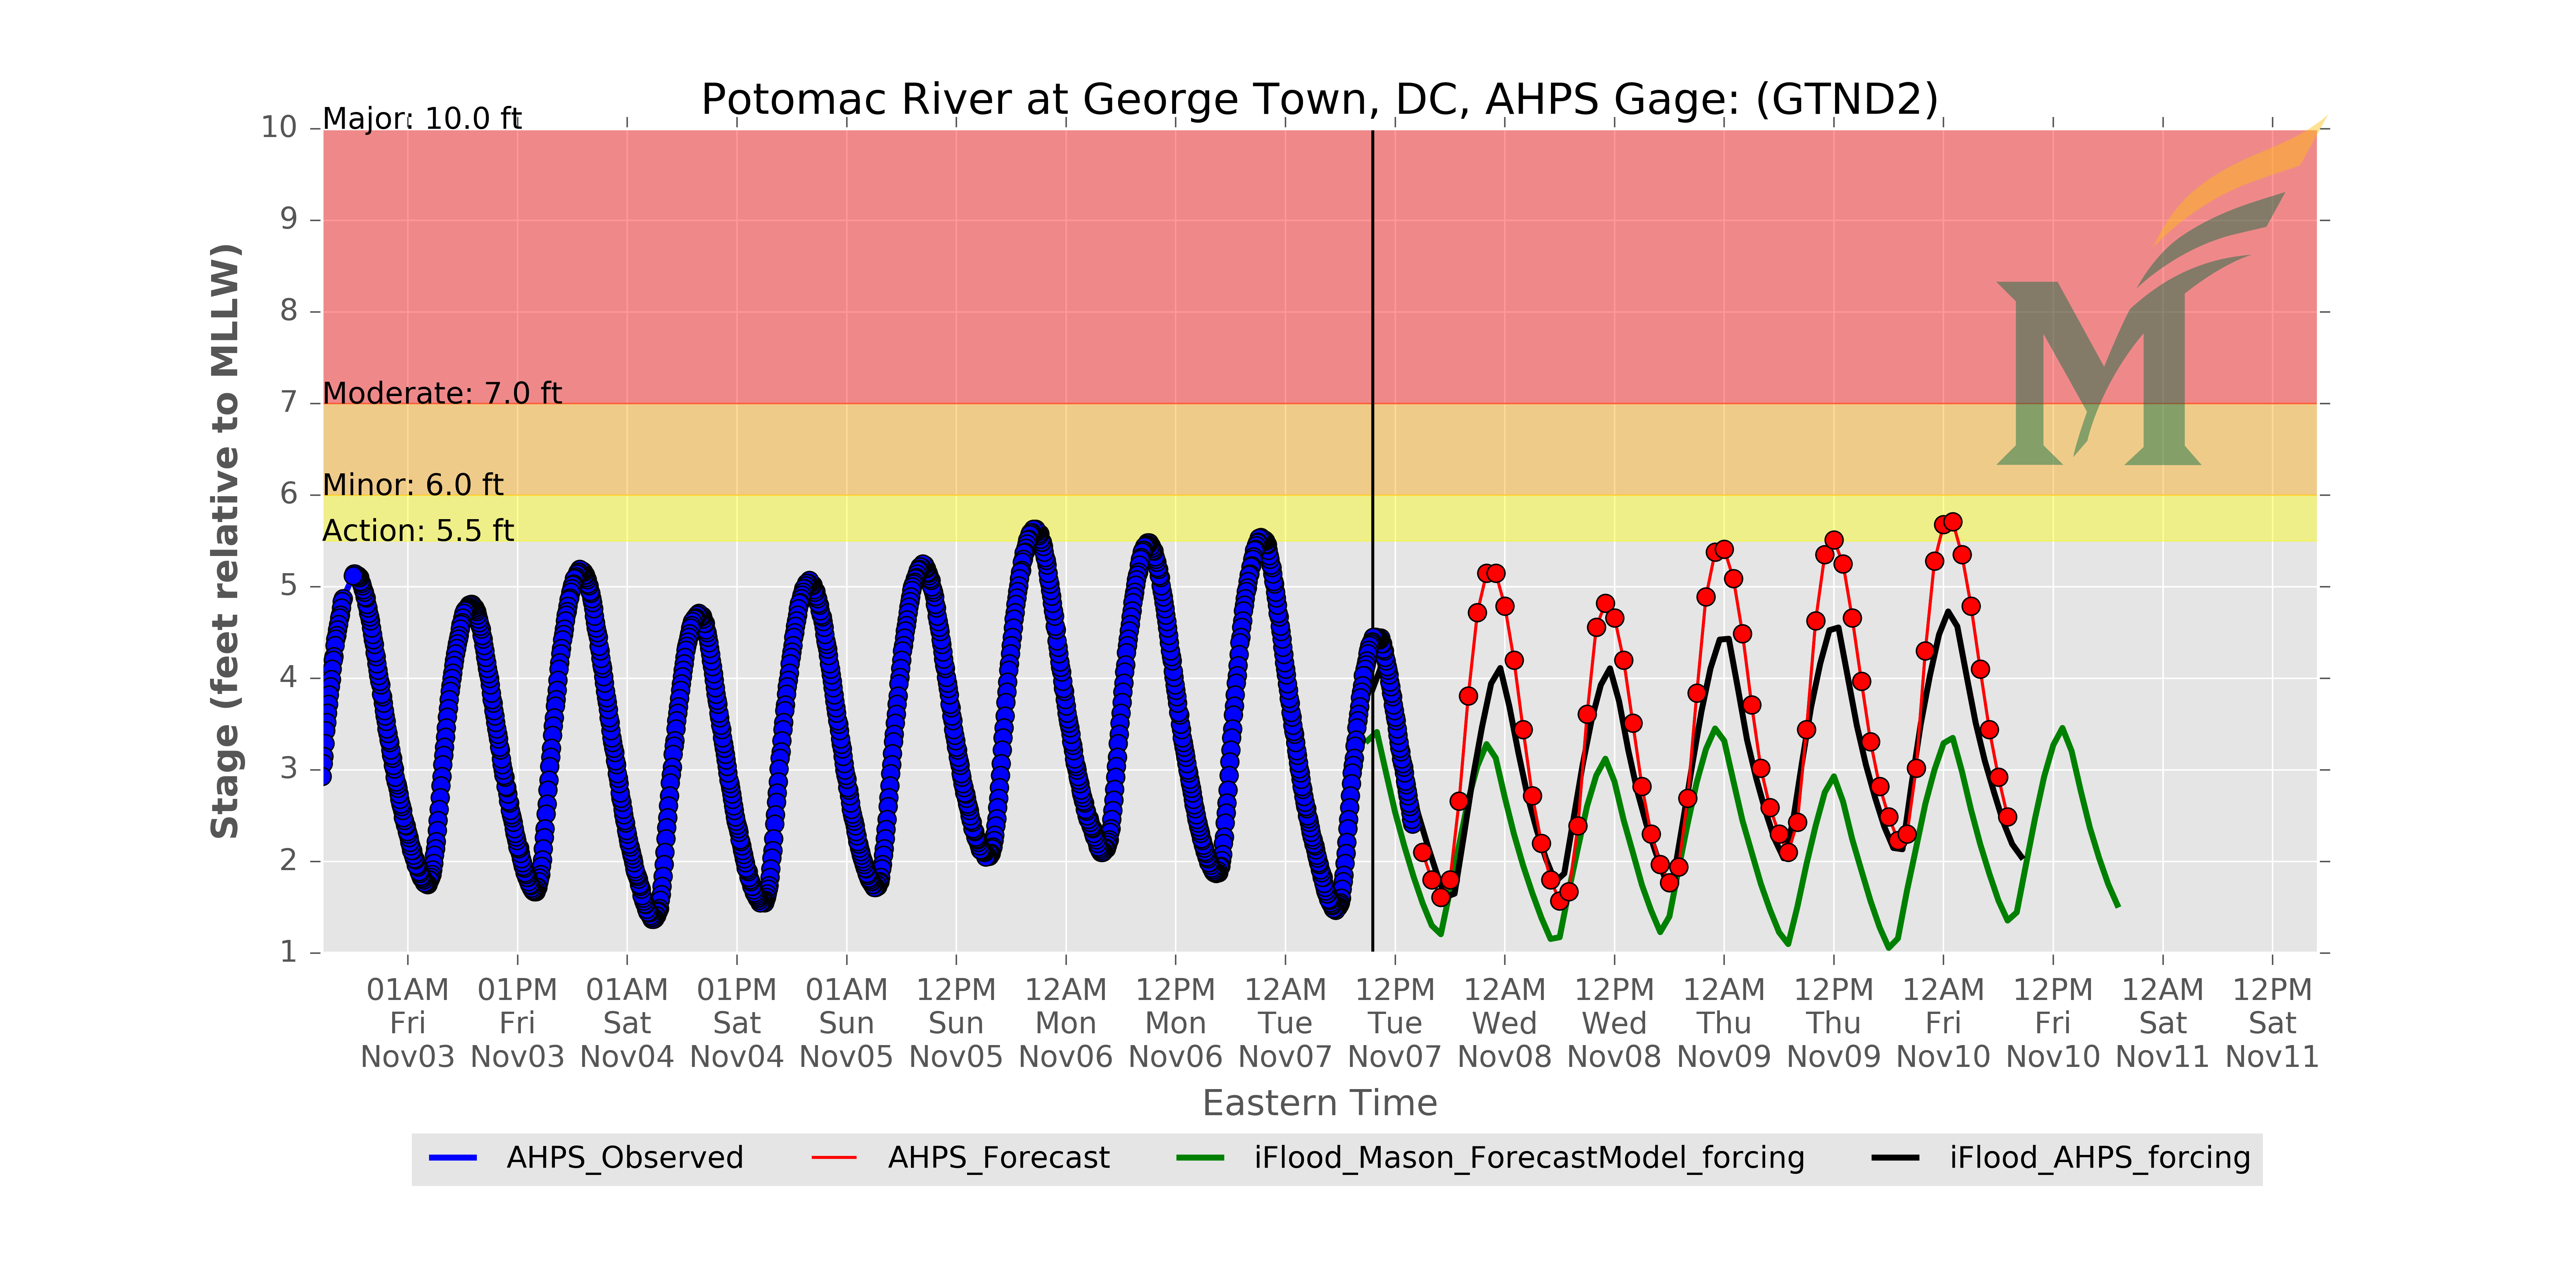 Potomac River at George Town, DC, AHPS Gage: (GTND2)
Major: 10.0 ft
Moderate: 7.0 ft
Minor: 6.0 ft
Action: 5.5 ft
10
9
8
7
6
5
4
3
2
1
Stage (feet relative to MLLW)
01AM 01PM 01AM 01PM 01AM 12PM 12AM 12PM 12AM 12PM 12AM 12PM 12AM 12PM 12AM 12PM 12AM 12PM
Fri Fri Sat Sat Sun Sun Mon Mon Tue Tue Wed Wed Thu Thu Fri Fri Sat Sat
Nov03 Nov03 Nov04 Nov04 Nov05 Nov05 Nov06 Nov06 Nov07 Nov07 Nov08 Nov08 Nov09 Nov09 Nov10 Nov10 Nov11 Nov11
Eastern Time
AHPS_Observed AHPS_Forecast iFlood_Mason_ForecastModel_forcing iFlood_AHPS_forcing